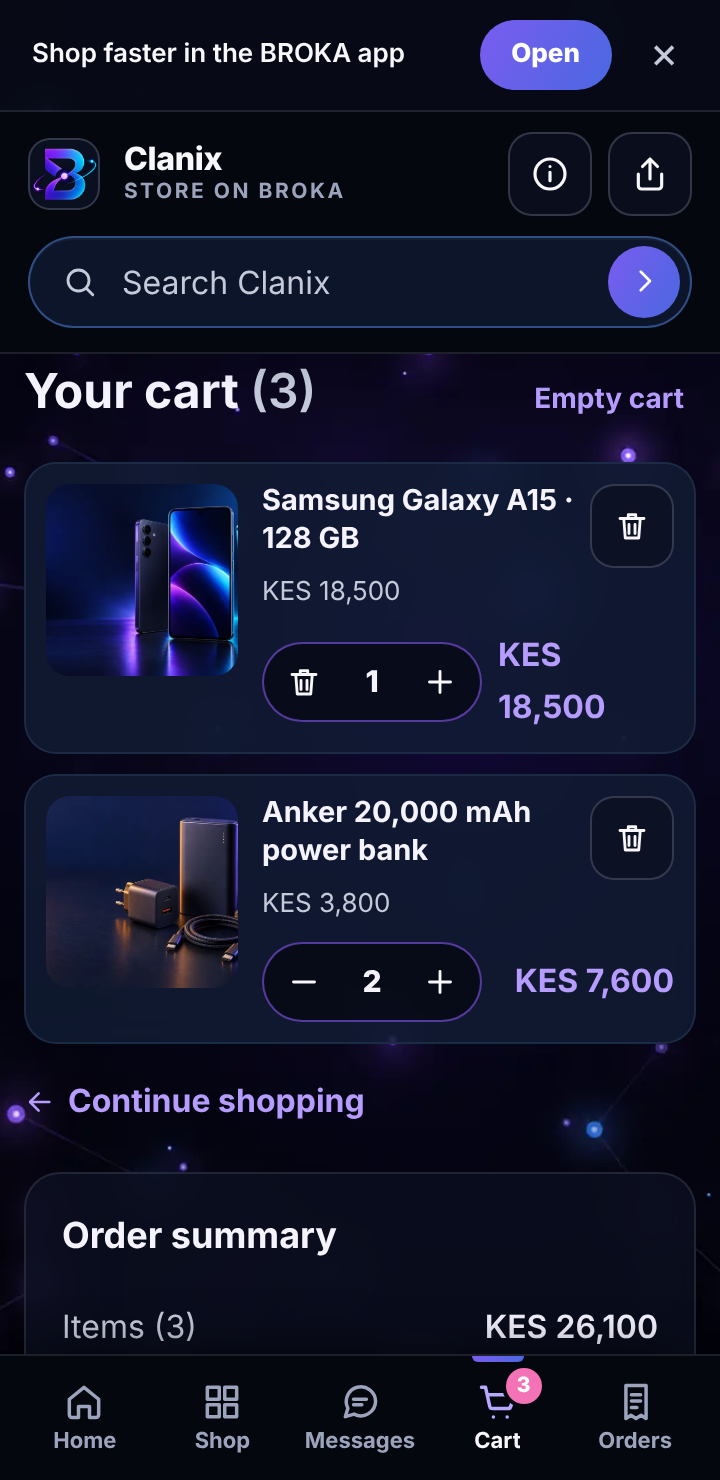 Shop faster in the BROKA app
Open
Clanix
STORE ON BROKA
Search Clanix
Your cart (3)
Empty cart
Samsung Galaxy A15 ·
128 GB
KES 18,500
1
KES
18,500
Anker 20,000 mAh
power bank
KES 3,800
2
KES 7,600
Continue shopping
Order summary
Items (3)
KES 26,100
3
Home
Shop
Messages
Cart
Orders